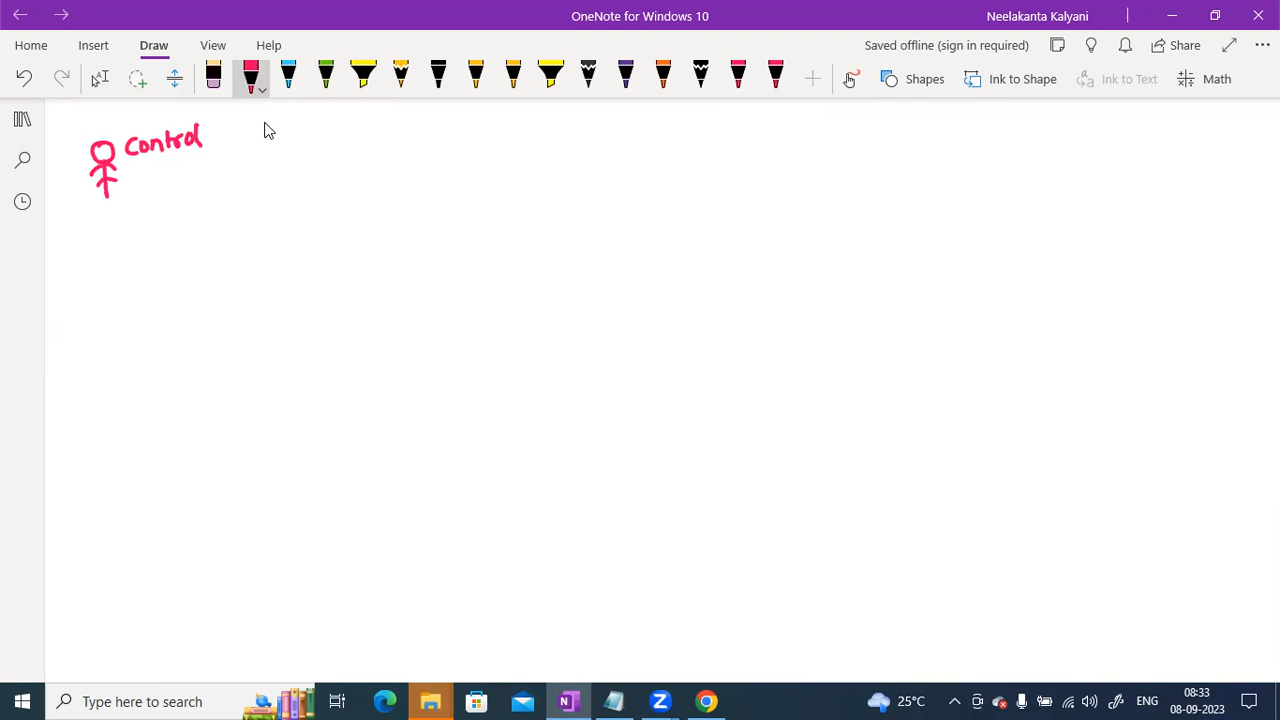 OneNote for Windows 10
Neelakanta Kalyani
Home Insert Draw View Help
Saved offline (sign in required)
Share
Shapes
Ink to Shape
Ink to Text
Math
Control
Type here to search
25°C
ENG
08:33
08-09-2023